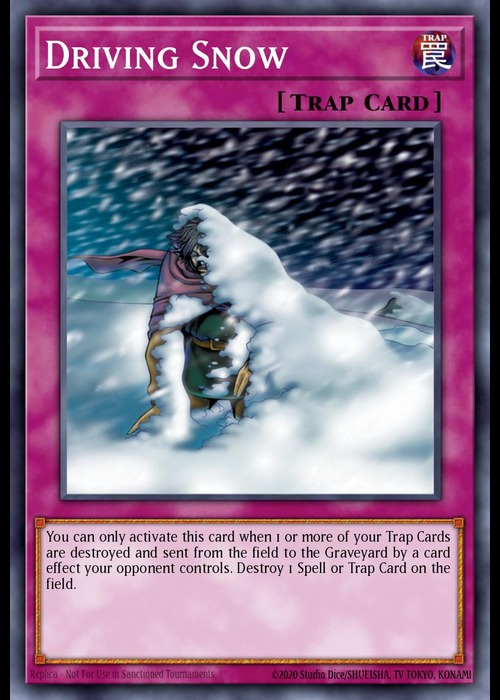 Driving Snow
TRAP
罠
[Trap Card]
You can only activate this card when 1 or more of your Trap Cards
are destroyed and sent from the field to the Graveyard by a card
effect your opponent controls. Destroy 1 Spell or Trap Card on the
field.
Replica - Not For Use in Sanctioned Tournaments.
©2020 Studio Dice/SHUEISHA, TV TOKYO, KONAMI